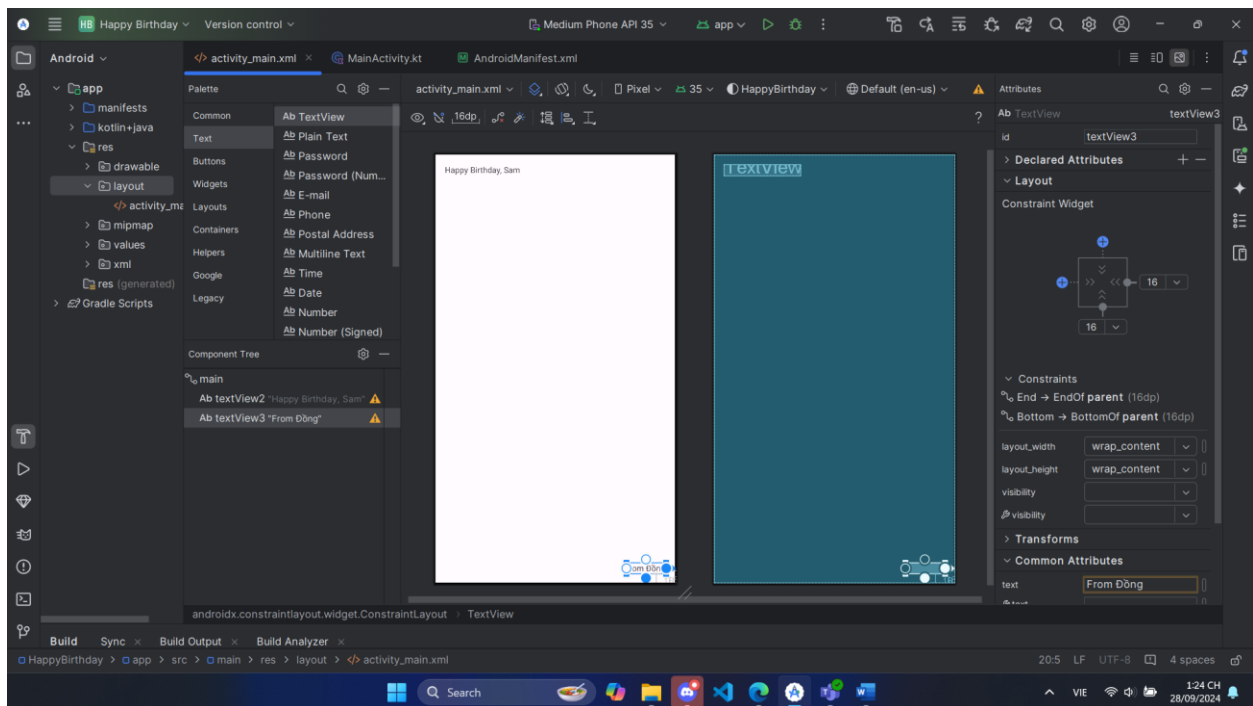 HB Happy Birthday Version control Medium Phone API 35 app
Android activity_main.xml MainActivity.kt AndroidManifest.xml
app
manifests
kotlin+java
res
drawable
layout
activity_ma
mipmap
values
xml
res (generated)
Gradle Scripts
Palette
Common
Text
Buttons
Widgets
Layouts
Containers
Helpers
Google
Legacy
Ab TextView
Ab Plain Text
Ab Password
Ab Password (Num...
Ab E-mail
Ab Phone
Ab Postal Address
Ab Multiline Text
Ab Time
Ab Date
Ab Number
Ab Number (Signed)
Component Tree
main
Ab textView2 "Happy Birthday, Sam"
Ab textView3 "From Đồng"
activity_main.xml Pixel 35 HappyBirthday Default (en-us)
16dp ?
Happy Birthday, Sam
TextView
androidx.constraintlayout.widget.ConstraintLayout > TextView
Attributes
Ab TextView textView3
id textView3
Declared Attributes
Layout
Constraint Widget
16
16
Constraints
End → EndOf parent (16dp)
Bottom → BottomOf parent (16dp)
layout_width wrap_content
layout_height wrap_content
visibility
visibility
Transforms
Common Attributes
text From Đồng
Build Sync Build Output Build Analyzer
HappyBirthday > app > src > main > res > layout > activity_main.xml 20:5 LF UTF-8 4 spaces
Search VIE 1:24 CH
28/09/2024